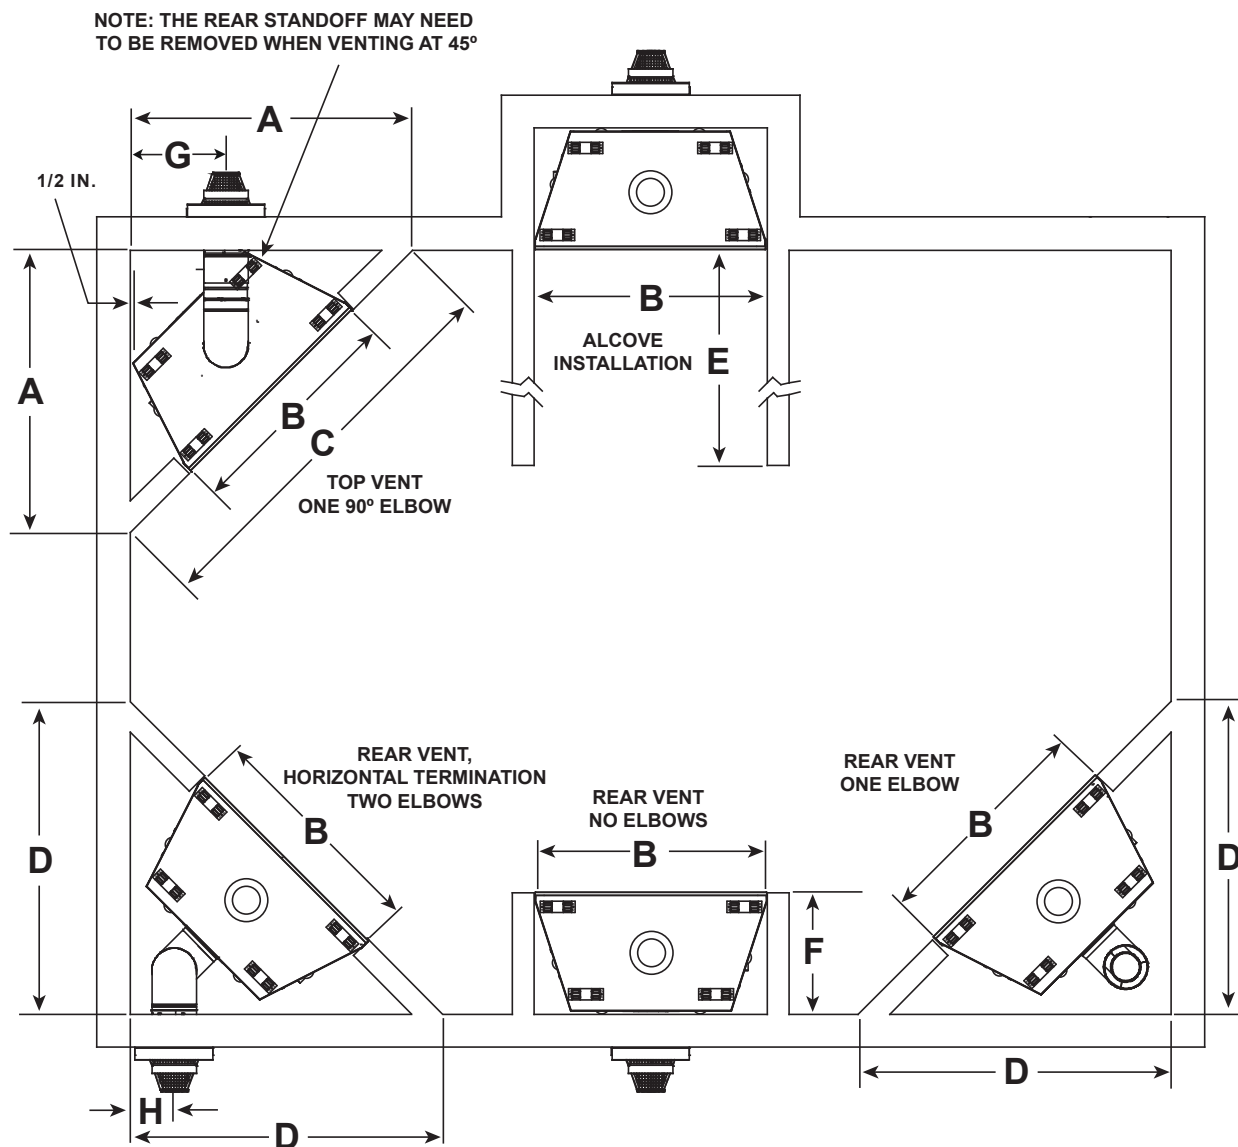 NOTE: THE REAR STANDOFF MAY NEED
TO BE REMOVED WHEN VENTING AT 45º
A
G
1/2 IN.
B
ALCOVE
INSTALLATION
E
A
B
C
TOP VENT
ONE 90º ELBOW
REAR VENT,
HORIZONTAL TERMINATION
TWO ELBOWS
REAR VENT
NO ELBOWS
REAR VENT
ONE ELBOW
B
B
B
D
D
F
D
H
D